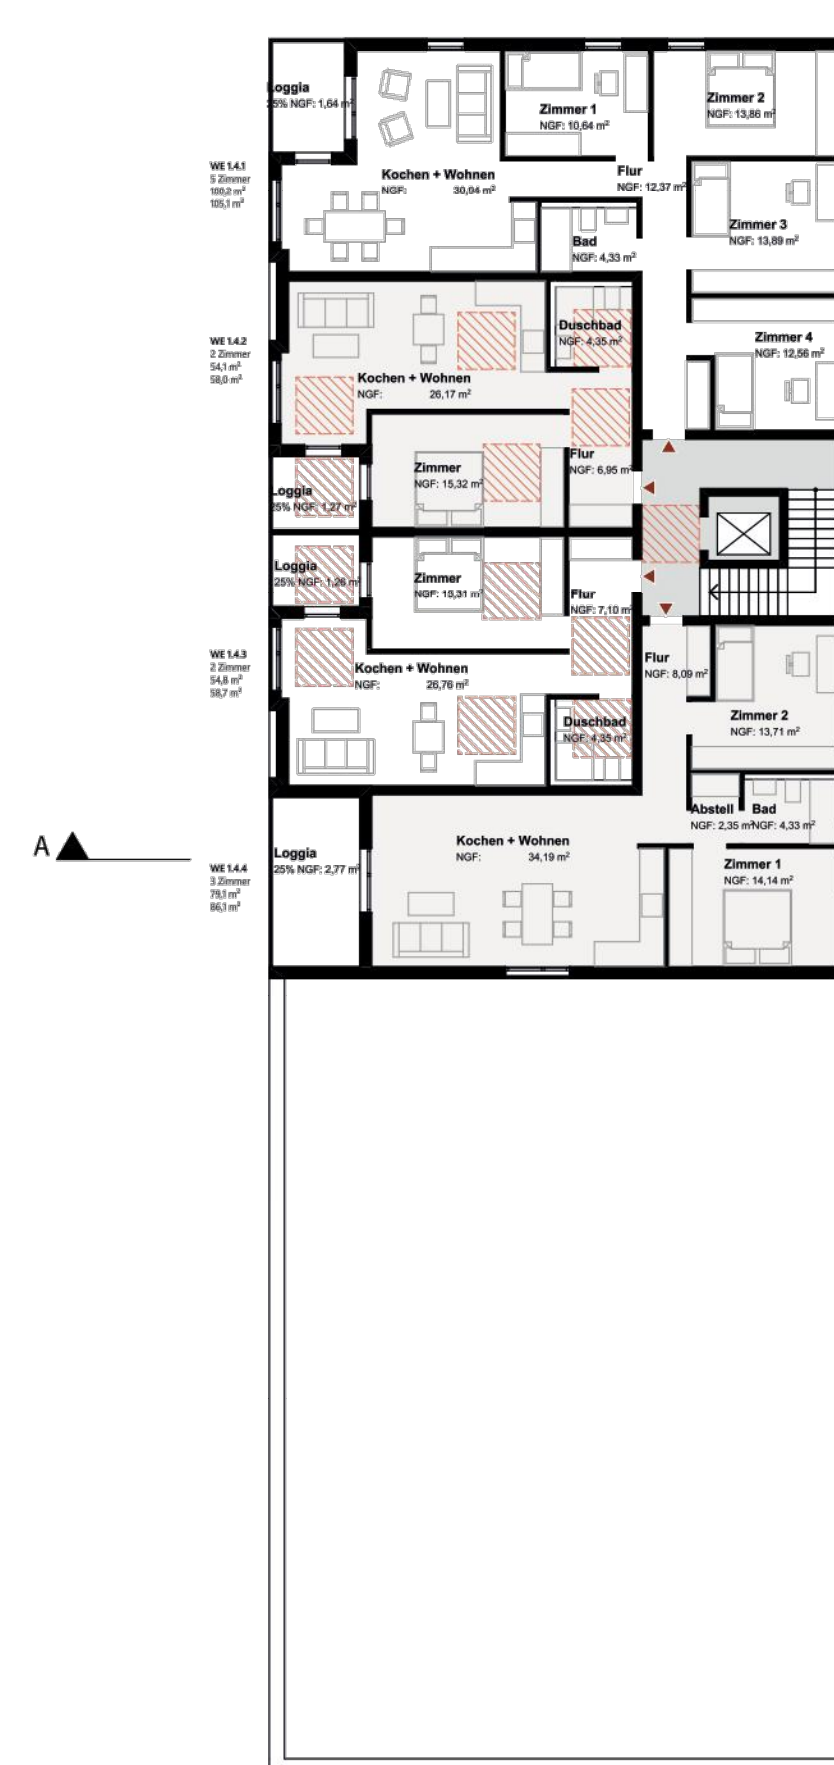 Loggia
25% NGF: 1,64 m²
Zimmer 1
NGF: 10,64 m²
Zimmer 2
NGF: 13,86 m²
WE 1.4.1
5 Zimmer
100,2 m²
105,1 m²
Kochen + Wohnen
NGF: 30,94 m²
Flur
NGF: 12,37 m²
Zimmer 3
NGF: 13,89 m²
Bad
NGF: 4,33 m²
WE 1.4.2
2 Zimmer
54,1 m²
58,0 m²
Duschbad
NGF: 4,35 m²
Zimmer 4
NGF: 12,56 m²
Kochen + Wohnen
NGF: 26,17 m²
Zimmer
NGF: 15,32 m²
Flur
NGF: 6,95 m²
Loggia
25% NGF: 1,27 m²
Loggia
25% NGF: 1,26 m²
Zimmer
NGF: 15,31 m²
Flur
NGF: 7,10 m²
WE 1.4.3
2 Zimmer
54,8 m²
58,7 m²
Kochen + Wohnen
NGF: 26,76 m²
Flur
NGF: 8,09 m²
Duschbad
NGF: 4,35 m²
Zimmer 2
NGF: 13,71 m²
Abstell
NGF: 2,35 m²
Bad
NGF: 4,33 m²
A
WE 1.4.4
3 Zimmer
79,1 m²
86,1 m²
Loggia
25% NGF: 2,77 m²
Kochen + Wohnen
NGF: 34,19 m²
Zimmer 1
NGF: 14,14 m²